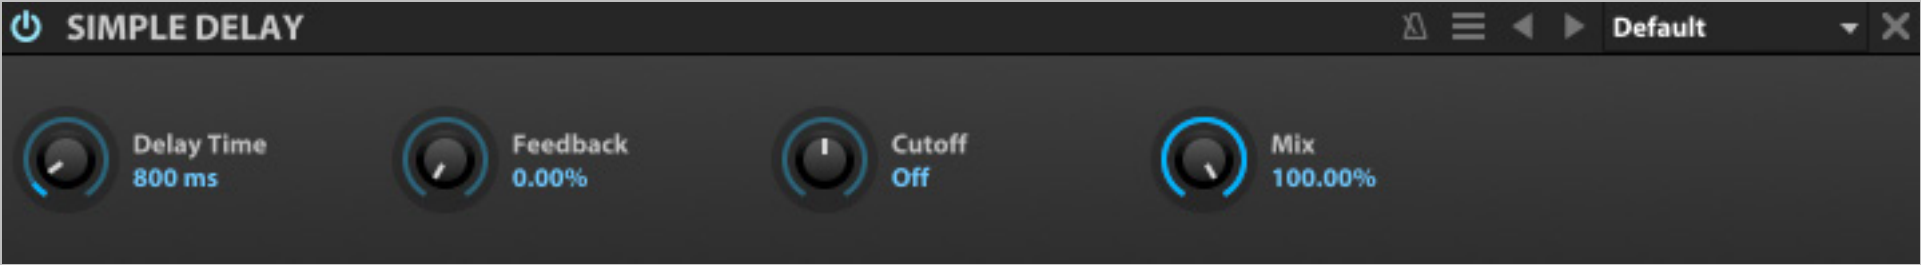 SIMPLE DELAY
Default
Delay Time
800 ms
Feedback
0.00%
Cutoff
Off
Mix
100.00%